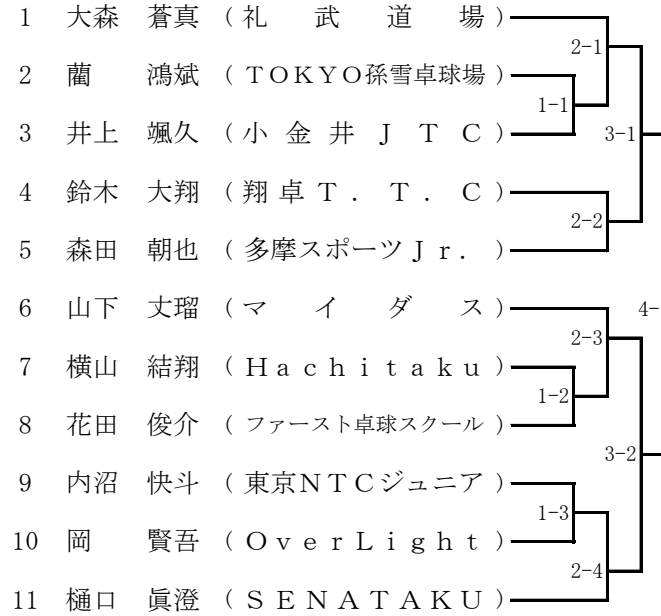 1 大森 蒼真 (礼武道場)
2 藺 鴻斌 (TOKYO孫雪卓球場)
3 井上 颯久 (小金井JTC)
4 鈴木 大翔 (翔卓T.T.C)
5 森田 朝也 (多摩スポーツJr.)
6 山下 丈瑠 (マイダス)
7 横山 結翔 (Hachitaku)
8 花田 俊介 (ファースト卓球スクール)
9 内沼 快斗 (東京NTCジュニア)
10 岡 賢吾 (OverLight)
11 樋口 眞澄 (SENATAKU)
2-1
1-1
3-1
2-2
4-
2-3
1-2
3-2
1-3
2-4